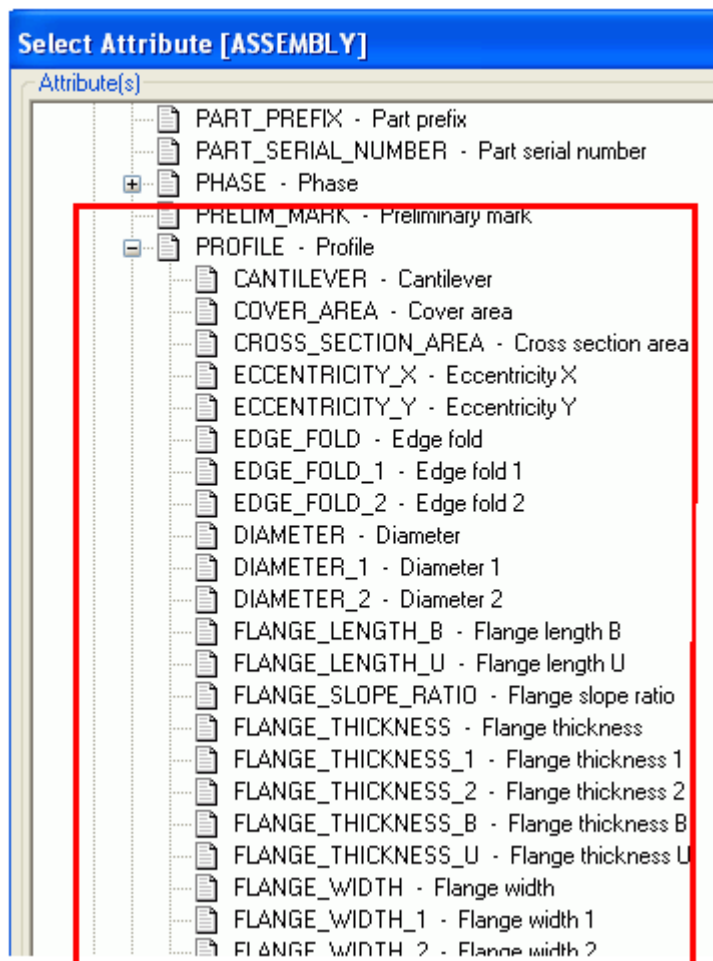 Select Attribute [ASSEMBLY]
Attribute(s)
PART_PREFIX - Part prefix
PART_SERIAL_NUMBER - Part serial number
PHASE - Phase
PRELIM_MARK - Preliminary mark
PROFILE - Profile
CANTILEVER - Cantilever
COVER_AREA - Cover area
CROSS_SECTION_AREA - Cross section area
ECCENTRICITY_X - Eccentricity X
ECCENTRICITY_Y - Eccentricity Y
EDGE_FOLD - Edge fold
EDGE_FOLD_1 - Edge fold 1
EDGE_FOLD_2 - Edge fold 2
DIAMETER - Diameter
DIAMETER_1 - Diameter 1
DIAMETER_2 - Diameter 2
FLANGE_LENGTH_B - Flange length B
FLANGE_LENGTH_U - Flange length U
FLANGE_SLOPE_RATIO - Flange slope ratio
FLANGE_THICKNESS - Flange thickness
FLANGE_THICKNESS_1 - Flange thickness 1
FLANGE_THICKNESS_2 - Flange thickness 2
FLANGE_THICKNESS_B - Flange thickness B
FLANGE_THICKNESS_U - Flange thickness U
FLANGE_WIDTH - Flange width
FLANGE_WIDTH_1 - Flange width 1
FLANGE_WIDTH_2 - Flange width 2